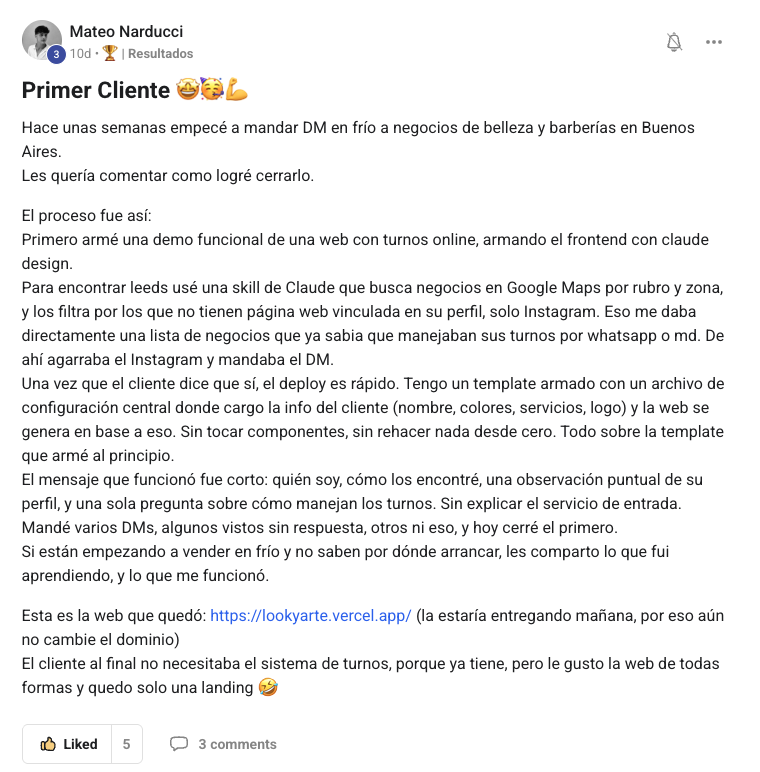 Mateo Narducci
3 10d • 🏆 | Resultados
Primer Cliente 🤩🥳💪
Hace unas semanas empecé a mandar DM en frío a negocios de belleza y barberías en Buenos
Aires.
Les quería comentar como logré cerrarlo.
El proceso fue así:
Primero armé una demo funcional de una web con turnos online, armando el frontend con claude
design.
Para encontrar leeds usé una skill de Claude que busca negocios en Google Maps por rubro y zona,
y los filtra por los que no tienen página web vinculada en su perfil, solo Instagram. Eso me daba
directamente una lista de negocios que ya sabia que manejaban sus turnos por whatsapp o md. De
ahí agarraba el Instagram y mandaba el DM.
Una vez que el cliente dice que sí, el deploy es rápido. Tengo un template armado con un archivo de
configuración central donde cargo la info del cliente (nombre, colores, servicios, logo) y la web se
genera en base a eso. Sin tocar componentes, sin rehacer nada desde cero. Todo sobre la template
que armé al principio.
El mensaje que funcionó fue corto: quién soy, cómo los encontré, una observación puntual de su
perfil, y una sola pregunta sobre cómo manejan los turnos. Sin explicar el servicio de entrada.
Mandé varios DMs, algunos vistos sin respuesta, otros ni eso, y hoy cerré el primero.
Si están empezando a vender en frío y no saben por dónde arrancar, les comparto lo que fui
aprendiendo, y lo que me funcionó.
Esta es la web que quedó: https://lookyarte.vercel.app/ (la estaría entregando mañana, por eso aún
no cambie el dominio)
El cliente al final no necesitaba el sistema de turnos, porque ya tiene, pero le gusto la web de todas
formas y quedo solo una landing 🤣
Liked 5 3 comments